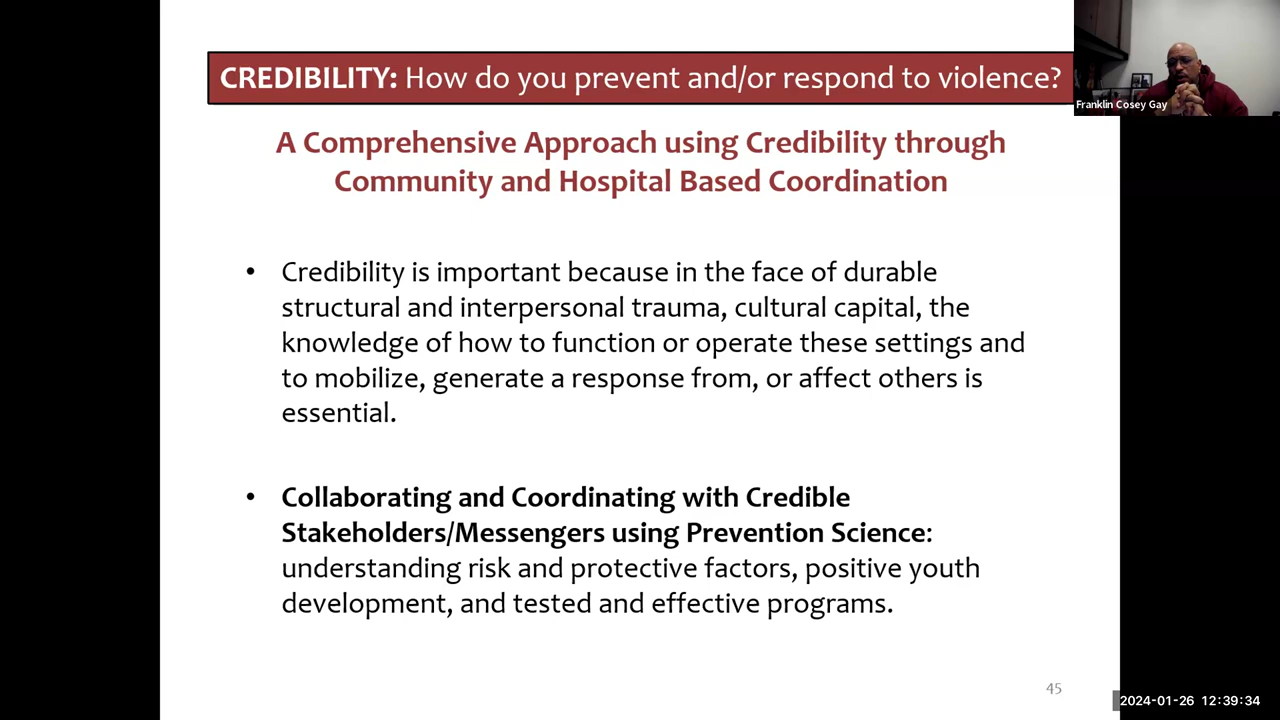 CREDIBILITY: How do you prevent and/or respond to violence?
Franklin Cosey Gay
A Comprehensive Approach using Credibility through
Community and Hospital Based Coordination
• Credibility is important because in the face of durable
structural and interpersonal trauma, cultural capital, the
knowledge of how to function or operate these settings and
to mobilize, generate a response from, or affect others is
essential.
• Collaborating and Coordinating with Credible
Stakeholders/Messengers using Prevention Science:
understanding risk and protective factors, positive youth
development, and tested and effective programs.
45
2024-01-26 12:39:34